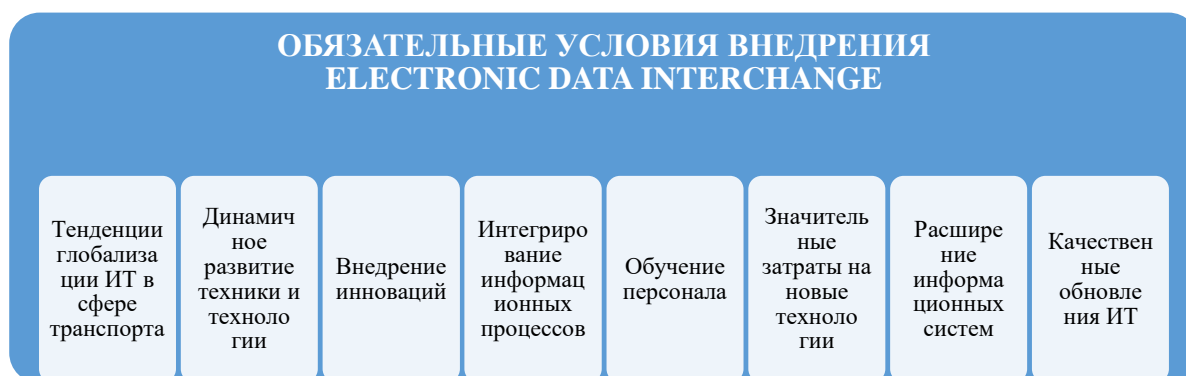 ОБЯЗАТЕЛЬНЫЕ УСЛОВИЯ ВНЕДРЕНИЯ
ELECTRONIC DATA INTERCHANGE
Тенденции
глобализа
ции ИТ в
сфере
транспорта
Динамич
ное
развитие
техники и
техноло
гии
Внедрение
инноваций
Интегриро
вание
информац
ионных
процессов
Обучение
персонала
Значитель
ные
затраты на
новые
техноло
гии
Расшире
ние
информа
ционных
систем
Качествен
ные
обновле
ния ИТ